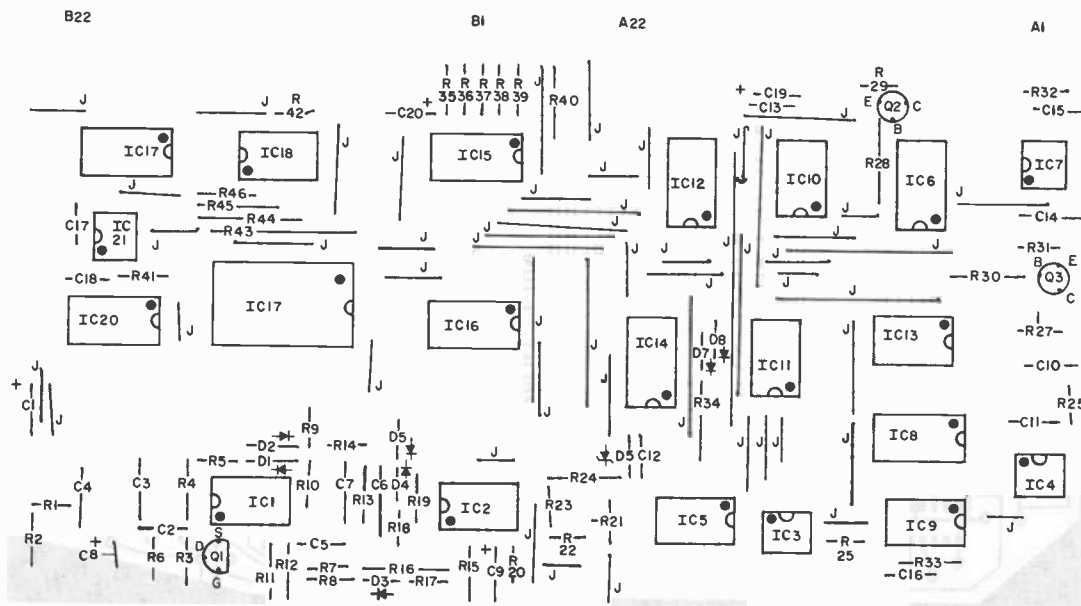 B22 B1 A22 A1
R 35 R 36 R 37 R 38 R 39 J R40 J
J J R 42 C20 + + C19 C13 J R 29 E Q2 C B R32 C15
IC17 IC18 J J IC15 J IC12 J J J IC10 R28 IC6 IC7
J R46 R45 J J J
C17 IC 21 J R44 R43 J J J J J J J C14
C18 R41 J J J J J J R31 B E Q3 C R30
IC20 J IC17 IC16 J J IC14 D7 D8 IC11 J IC13 R27
+ C1 J J J J J R34 J C10 R25
R9 D2 D1 R5 R14 D5 J J D5 C12 J J J J IC8 C11
C4 C3 R4 IC1 R10 C7 R13 C6 D4 R18 R19 IC2 R24 R23 IC4
R1 R2 C2 S D Q1 G R21 IC5 IC3 R 25 IC9 J
C8 + R6 R3 J R11 R12 C5 R7 R8 R16 D3 R17 R15 + C9 R 20 J R 22 J J R33 C16